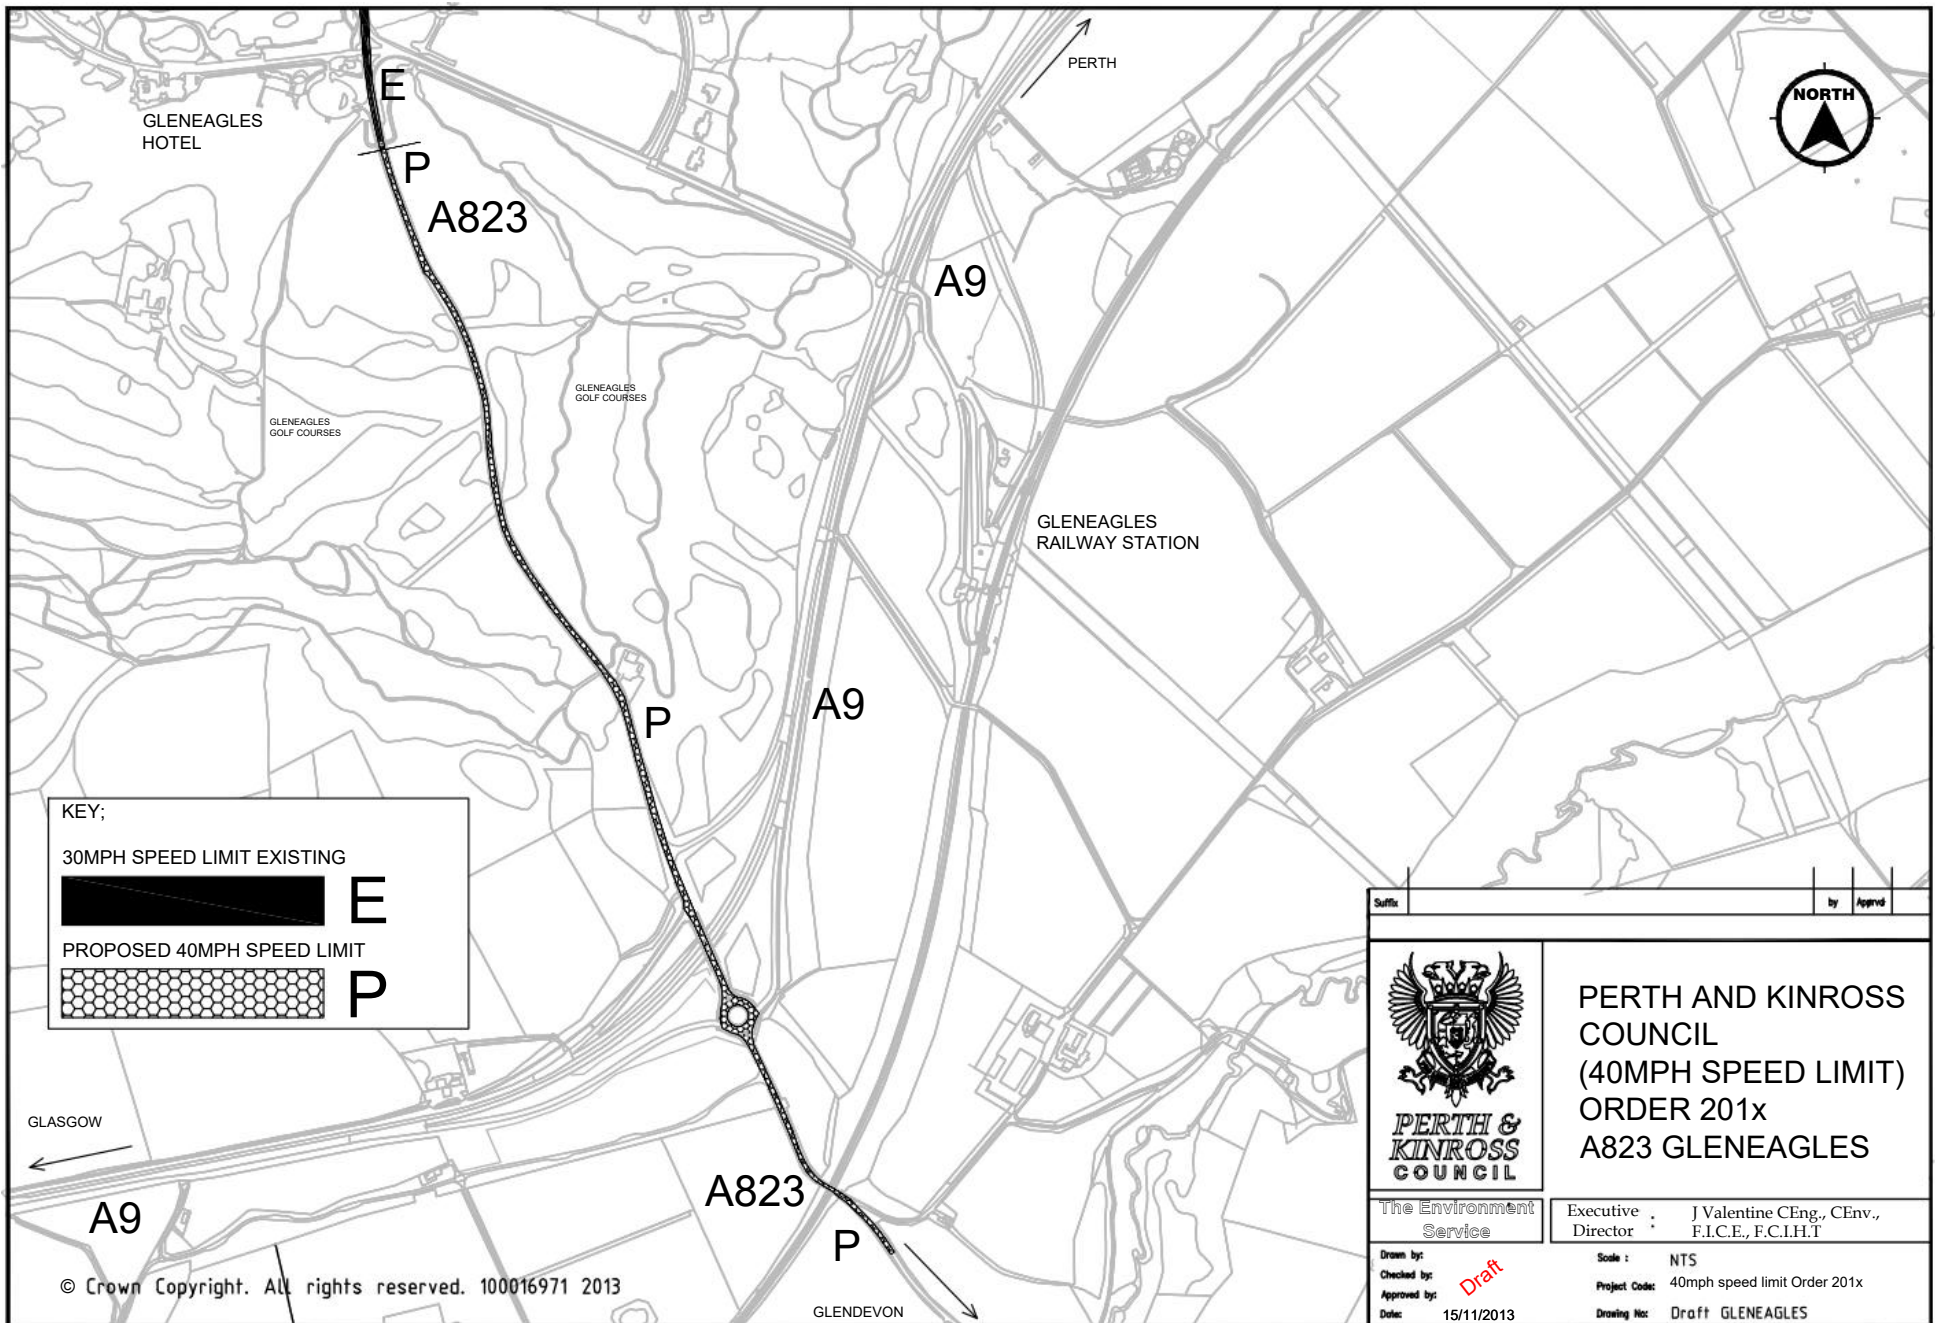 E
PERTH
NORTH
GLENEAGLES
HOTEL
P
A823
A9
GLENEAGLES
GOLF COURSES
GLENEAGLES
GOLF COURSES
GLENEAGLES
RAILWAY STATION
A9
P
KEY;
30MPH SPEED LIMIT EXISTING
E
PROPOSED 40MPH SPEED LIMIT
P
GLASGOW
A9
A823
P
GLENDEVON
© Crown Copyright. All rights reserved. 100016971 2013
Suffix by Apprvd
PERTH AND KINROSS
COUNCIL
(40MPH SPEED LIMIT)
ORDER 201x
A823 GLENEAGLES
PERTH &
KINROSS
COUNCIL
The Environment
Service
Executive
Director : J Valentine CEng., CEnv.,
F.I.C.E., F.C.I.H.T
Drawn by:
Checked by:
Approved by:
Draft
Date: 15/11/2013
Scale : NTS
Project Code: 40mph speed limit Order 201x
Drawing No: Draft GLENEAGLES